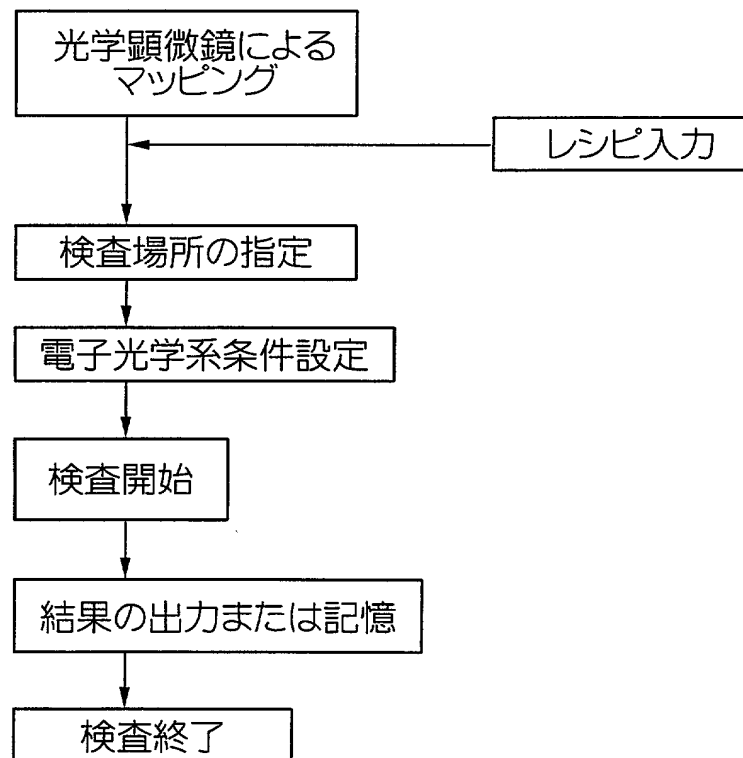 光学顕微鏡による
マッピング
レシピ入力
検査場所の指定
電子光学系条件設定
検査開始
結果の出力または記憶
検査終了